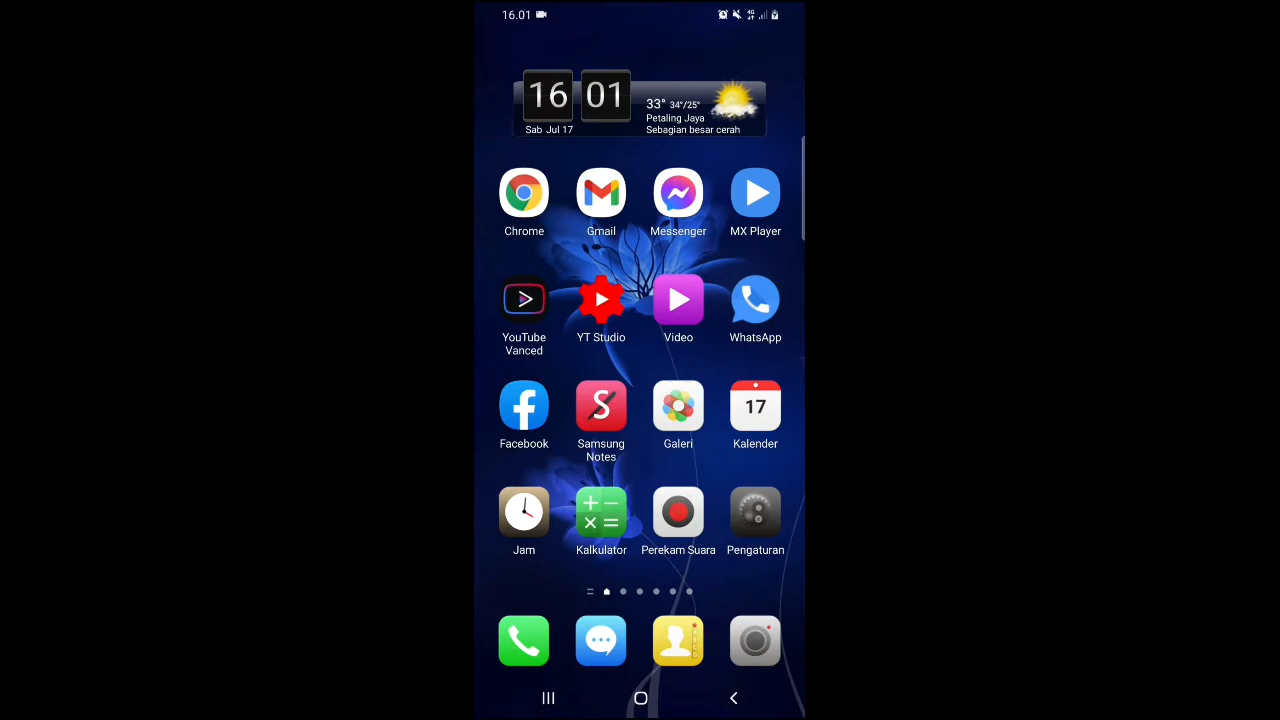 16.01
16 01
33° 34°/25°
Petaling Jaya
Sab Jul 17
Sebagian besar cerah
Chrome
Gmail
Messenger
MX Player
YouTube
Vanced
YT Studio
Video
WhatsApp
Facebook
Samsung
Notes
Galeri
17
Kalender
Jam
Kalkulator
Perekam Suara
Pengaturan